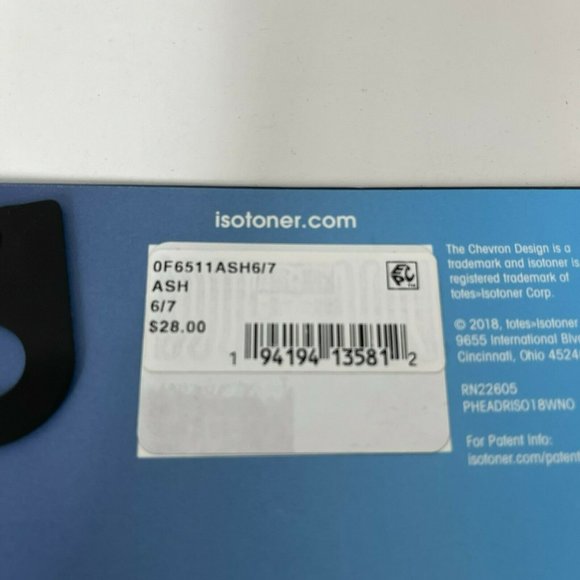 isotoner.com
0F6511ASH6/7
ASH
6/7
$28.00
EPC
1 94194 13581 2
The Chevron Design is a
trademark and isotoner is
registered trademark of
totes»Isotoner Corp.
© 2018, totes»Isotoner
9655 International Blv
Cincinnati, Ohio 4524
RN22605
PHEADRISO18WNO
For Patent Info:
isotoner.com/patent